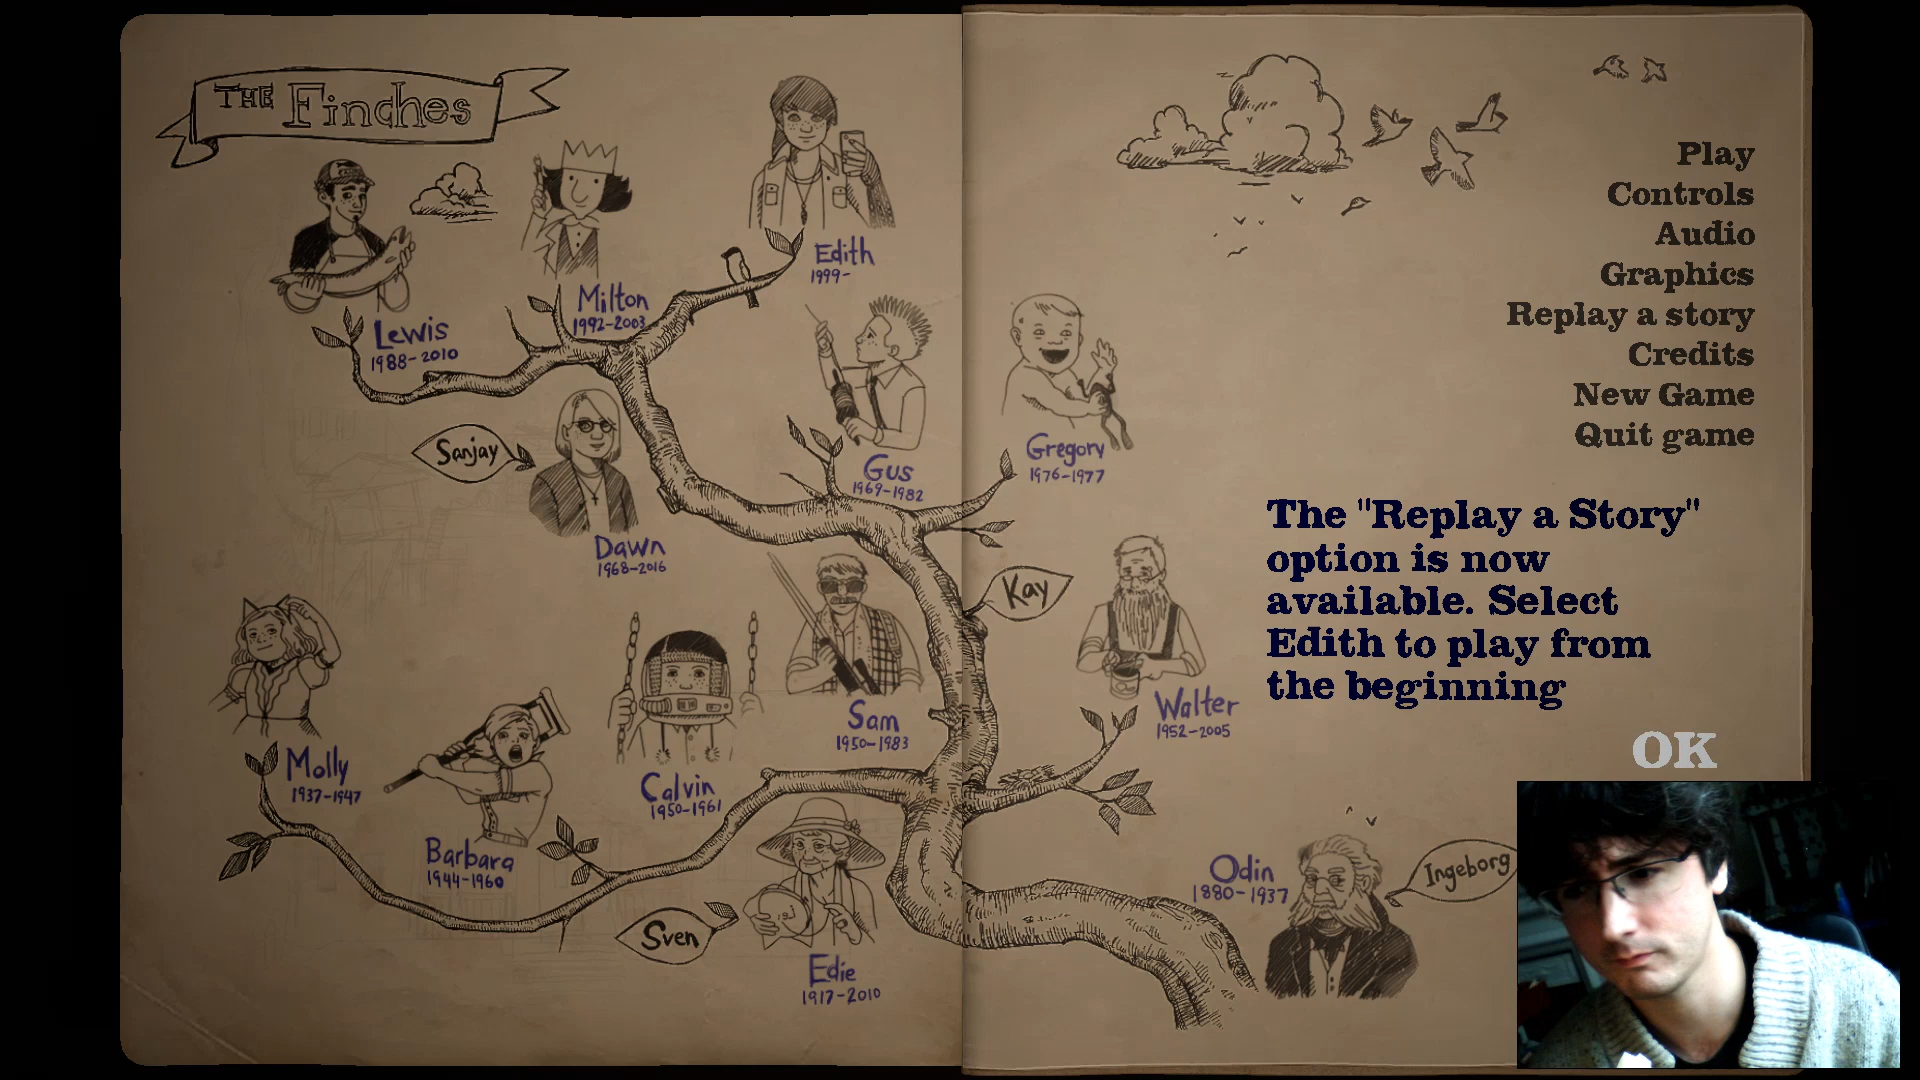 THE Finches
Edith
1999-
Milton
1992-2003
Lewis
1988-2010
Sanjay
Dawn
1968-2016
Gus
1969-1982
Gregory
1976-1977
Kay
Sam
1950-1983
Walter
1952-2005
Molly
1937-1947
Barbara
1944-1960
Calvin
1950-1961
Sven
Edie
1917-2010
Odin
1880-1937
Ingeborg
Play
Controls
Audio
Graphics
Replay a story
Credits
New Game
Quit game
The "Replay a Story"
option is now
available. Select
Edith to play from
the beginning
OK